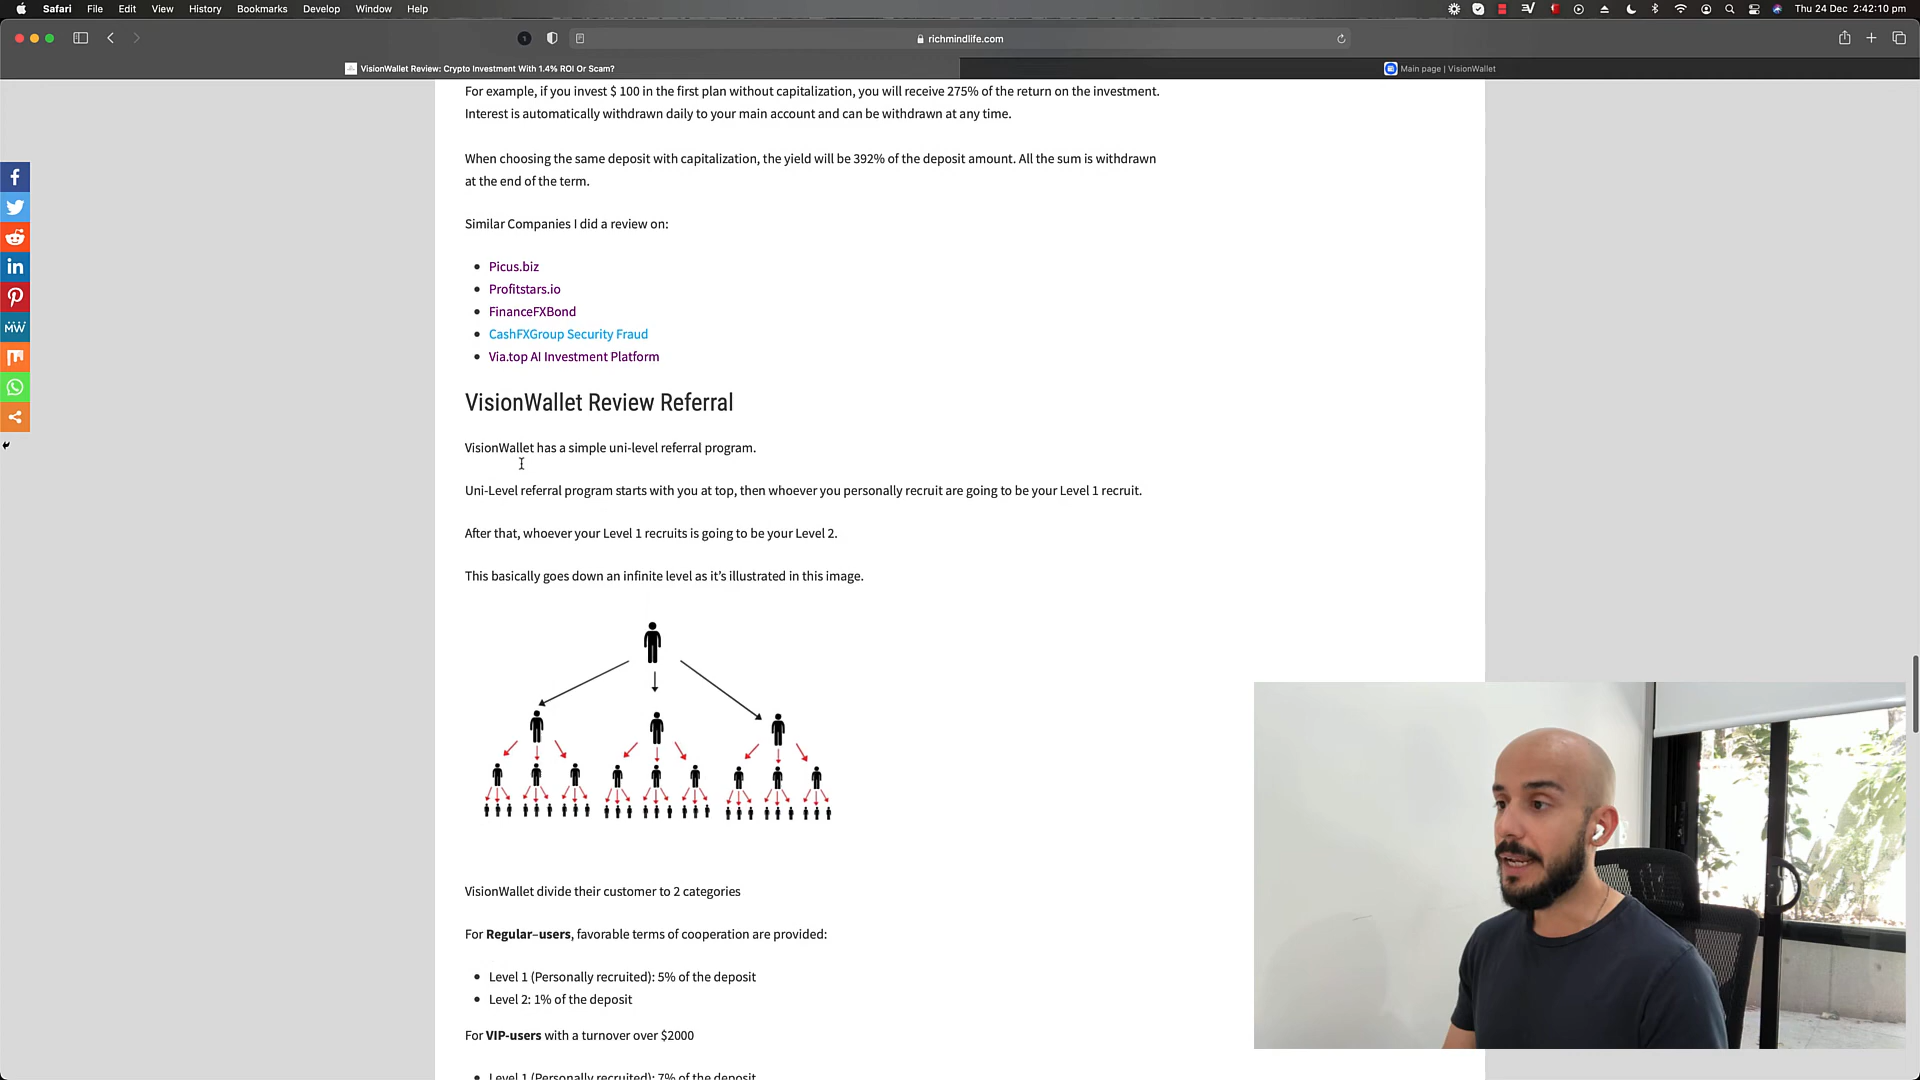 Safari File Edit View History Bookmarks Develop Window Help
Thu 24 Dec 2:42:10 pm
richmindlife.com
VisionWallet Review: Crypto Investment With 1.4% ROI Or Scam?
Main page | VisionWallet
For example, if you invest $ 100 in the first plan without capitalization, you will receive 275% of the return on the investment.
Interest is automatically withdrawn daily to your main account and can be withdrawn at any time.
When choosing the same deposit with capitalization, the yield will be 392% of the deposit amount. All the sum is withdrawn
at the end of the term.
Similar Companies I did a review on:
Picus.biz
Profitstars.io
FinanceFXBond
CashFXGroup Security Fraud
Via.top AI Investment Platform
MW
VisionWallet Review Referral
VisionWallet has a simple uni-level referral program.
Uni-Level referral program starts with you at top, then whoever you personally recruit are going to be your Level 1 recruit.
After that, whoever your Level 1 recruits is going to be your Level 2.
This basically goes down an infinite level as it’s illustrated in this image.
VisionWallet divide their customer to 2 categories
For Regular–users, favorable terms of cooperation are provided:
Level 1 (Personally recruited): 5% of the deposit
Level 2: 1% of the deposit
For VIP-users with a turnover over $2000
Level 1 (Personally recruited): 7% of the deposit